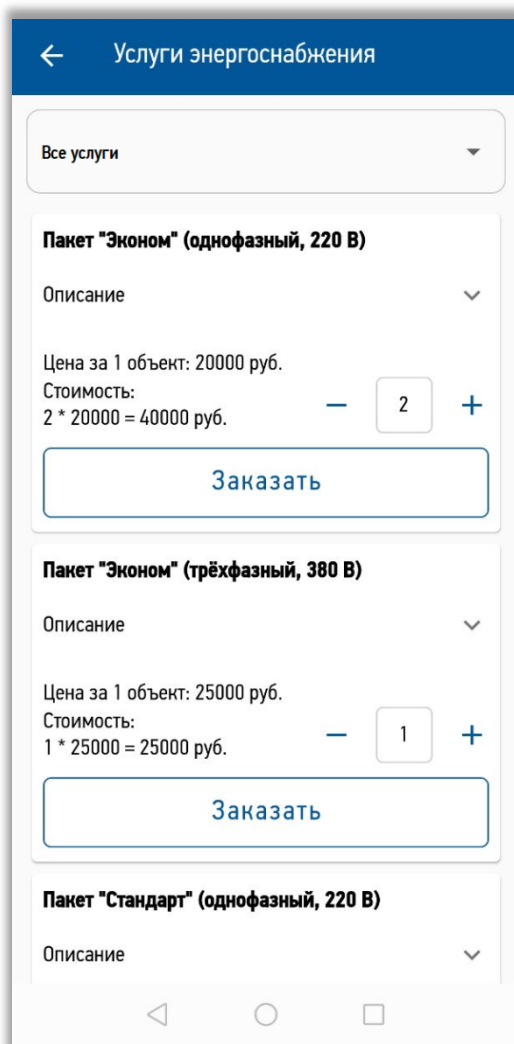 Услуги энергоснабжения
Все услуги
Пакет "Эконом" (однофазный, 220 В)
Описание
Цена за 1 объект: 20000 руб.
Стоимость:
2 * 20000 = 40000 руб.
2
Заказать
Пакет "Эконом" (трёхфазный, 380 В)
Описание
Цена за 1 объект: 25000 руб.
Стоимость:
1 * 25000 = 25000 руб.
1
Заказать
Пакет "Стандарт" (однофазный, 220 В)
Описание